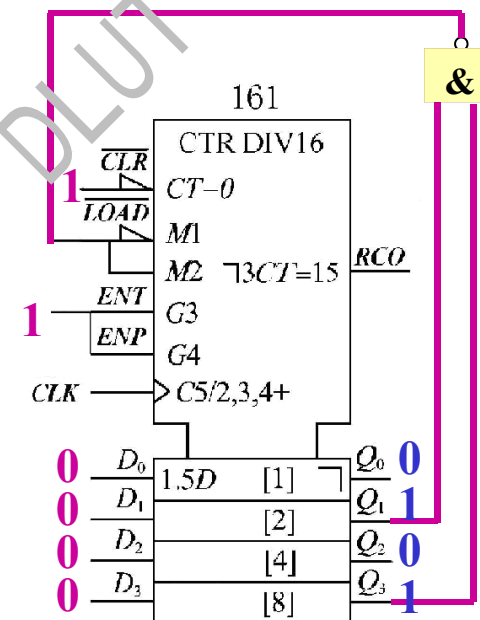 &
161
CTR DIV16
CLR
1 CT=0
LOAD
M1
M2 ┐3CT=15 RCO
ENT
1 G3
ENP
G4
CLK C5/2,3,4+
0 D₀ 1.5D [1] ┐ Q₀ 0
0 D₁ [2] Q₁ 1
0 D₂ [4] Q₂ 0
0 D₃ [8] Q₃ 1
DLUT